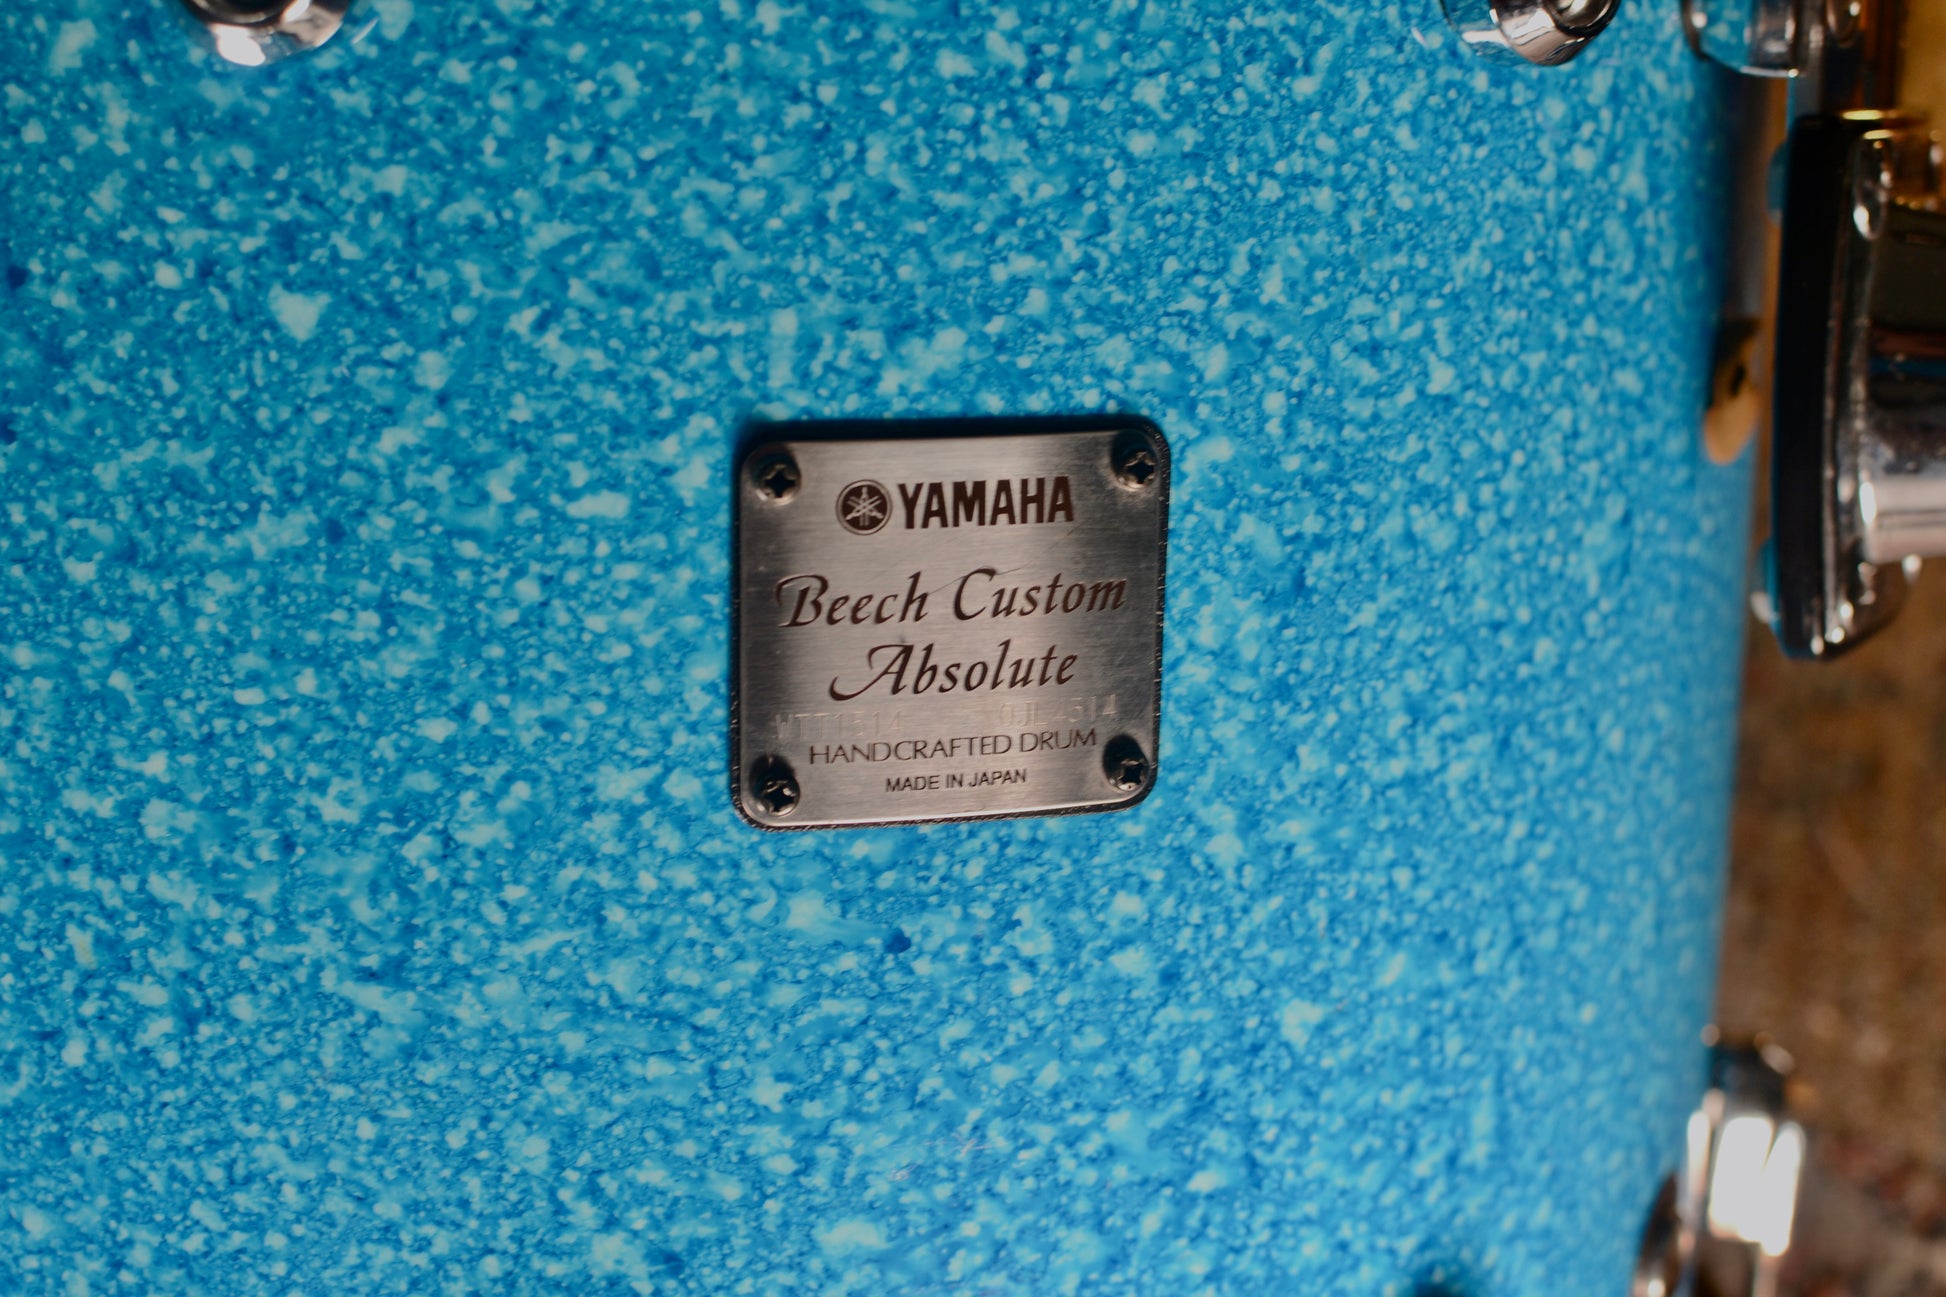 YAMAHA
Beech Custom
Absolute
HANDCRAFTED DRUM
MADE IN JAPAN